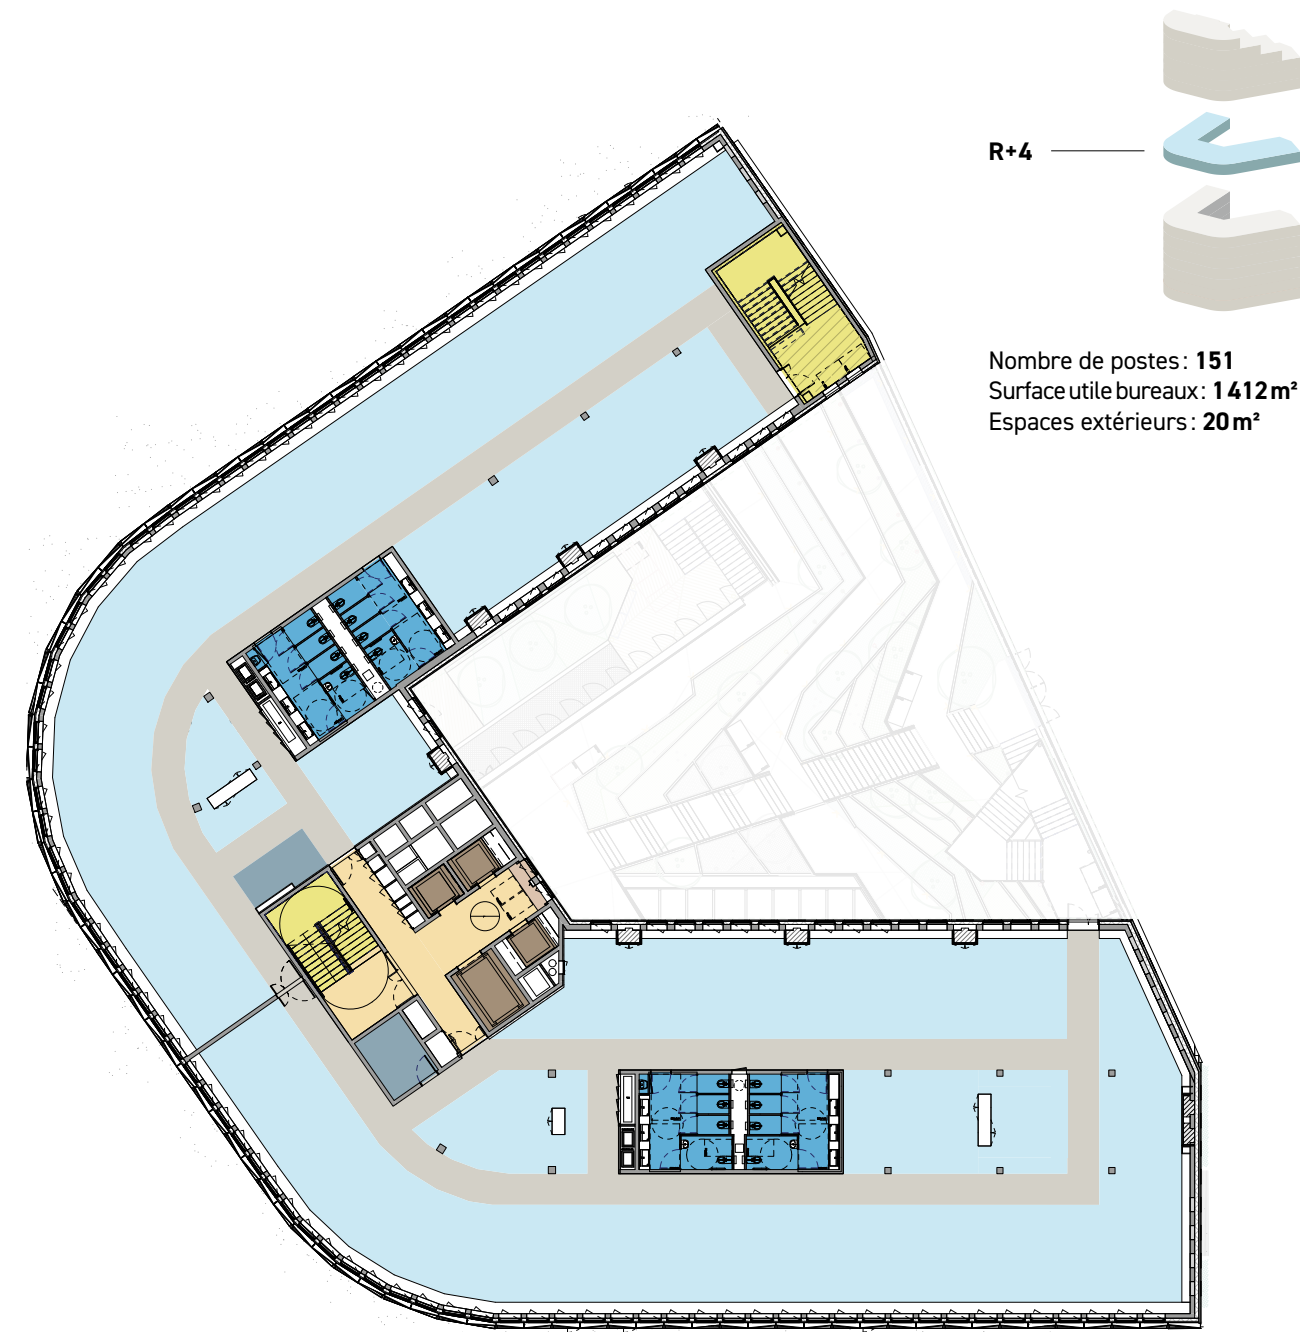 R+4
Nombre de postes : 151
Surface utile bureaux : 1 412 m²
Espaces extérieurs : 20 m²